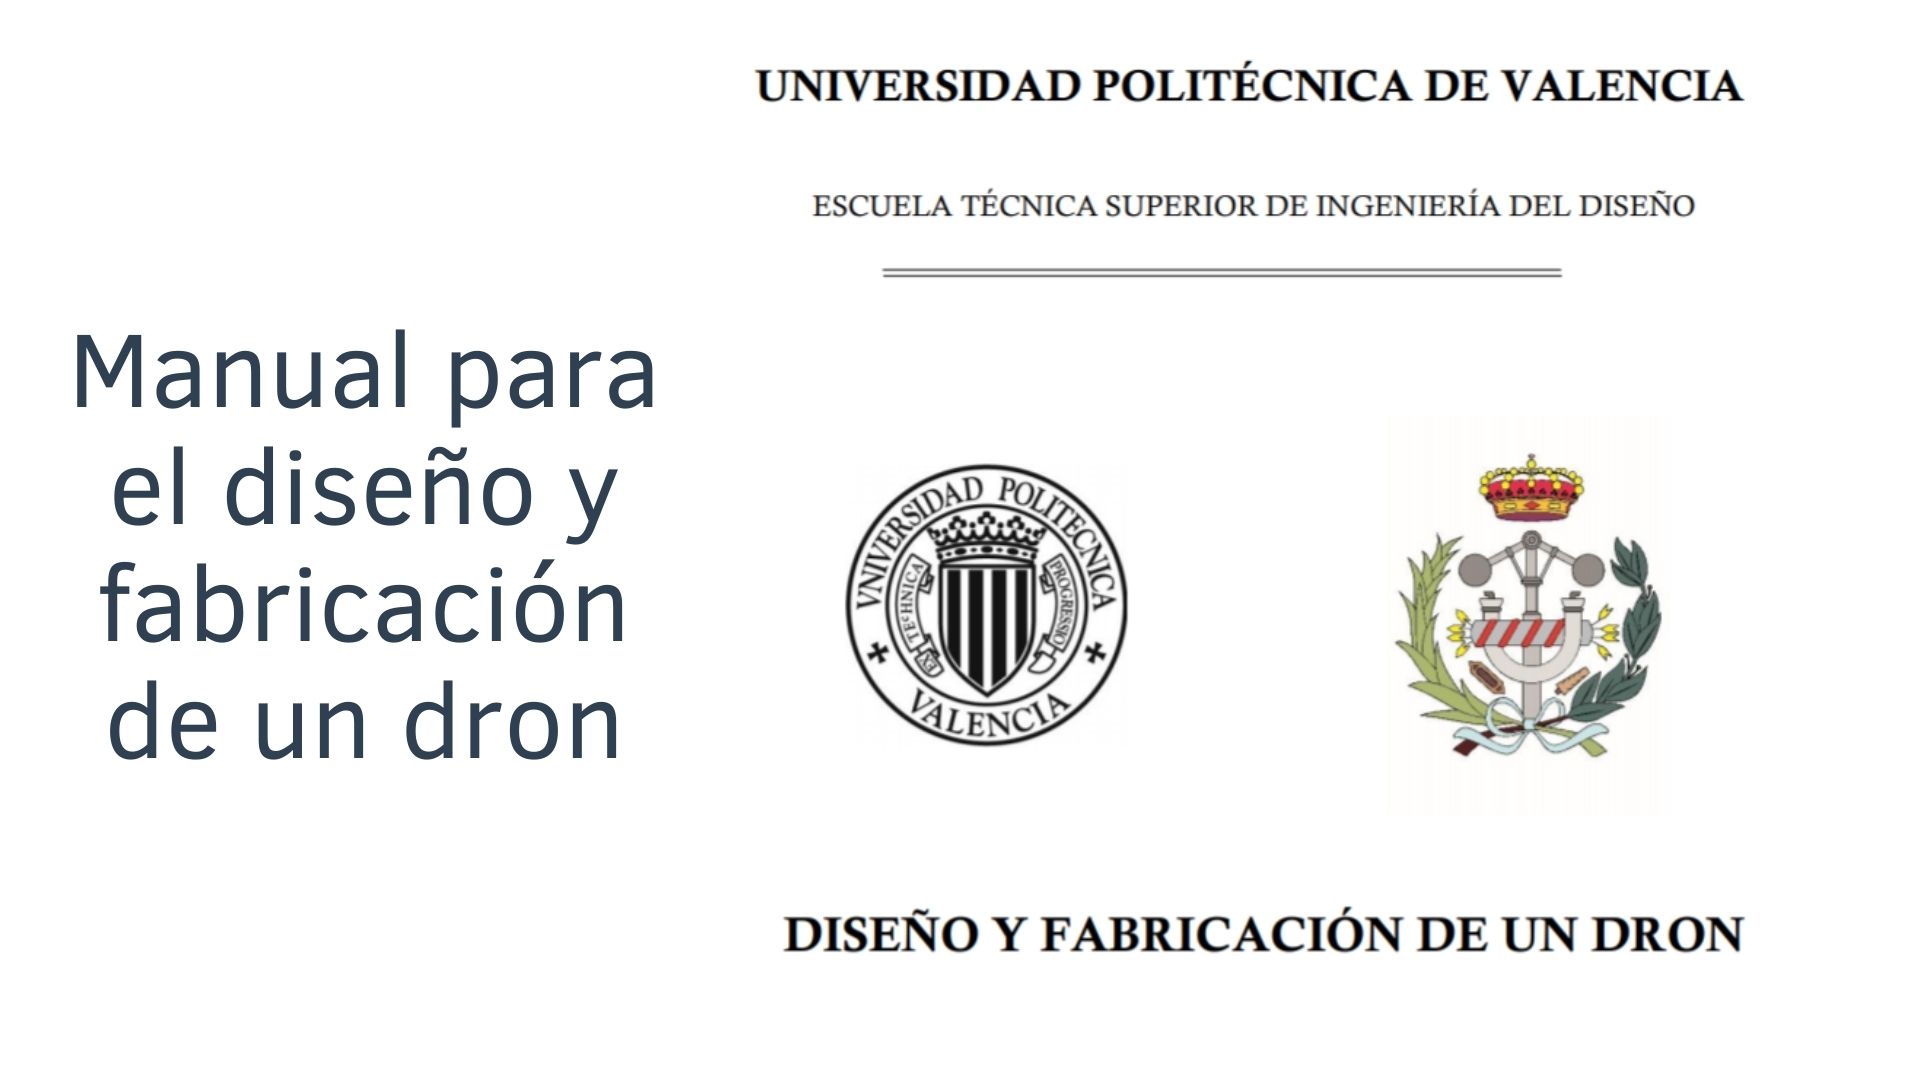 Manual para
el diseño y
fabricación
de un dron
UNIVERSIDAD POLITÉCNICA DE VALENCIA
ESCUELA TÉCNICA SUPERIOR DE INGENIERÍA DEL DISEÑO
VNIVERSIDAD POLITECNICA
EX TEcHNICA
PROGRESSIO
VALENCIA
DISEÑO Y FABRICACIÓN DE UN DRON